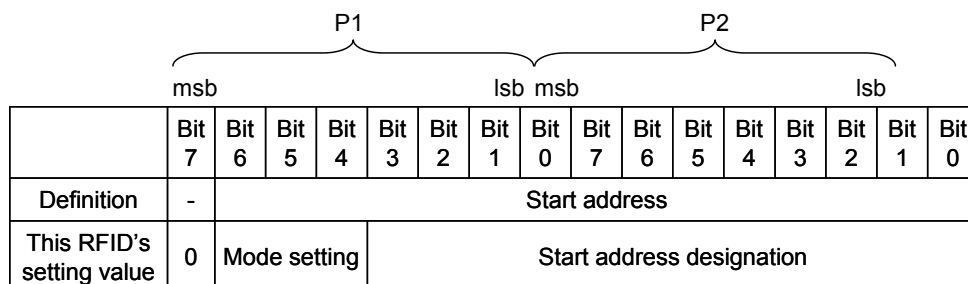 P1 P2
msb lsb msb lsb
Bit 7 Bit 6 Bit 5 Bit 4 Bit 3 Bit 2 Bit 1 Bit 0 Bit 7 Bit 6 Bit 5 Bit 4 Bit 3 Bit 2 Bit 1 Bit 0
Definition - Start address
This RFID's setting value 0 Mode setting Start address designation